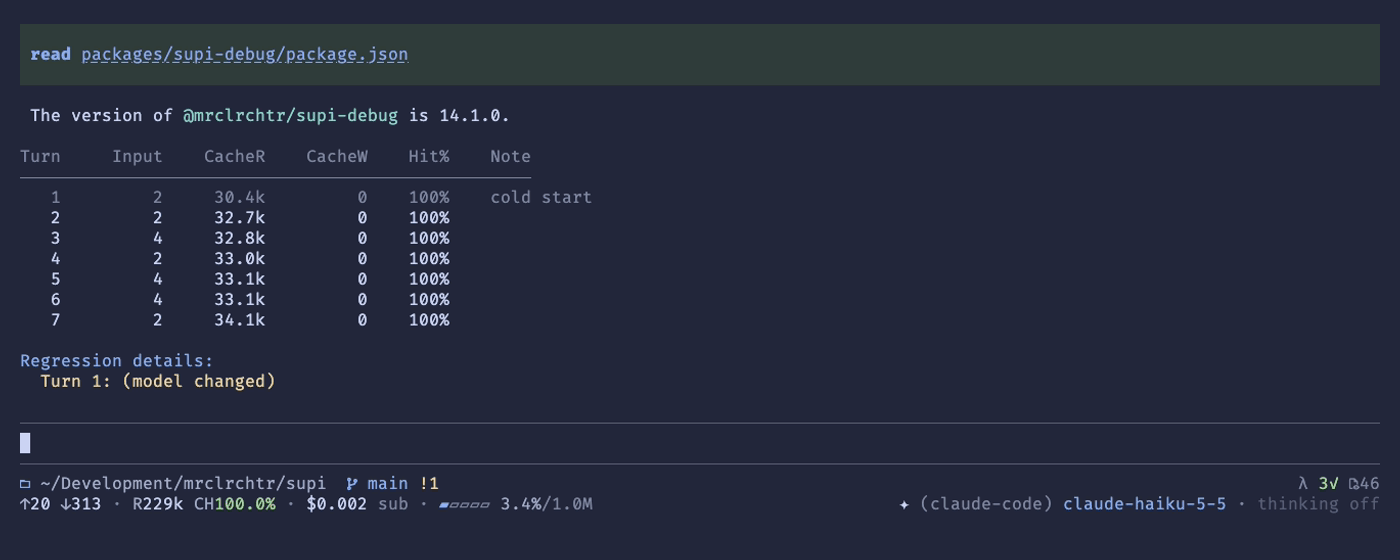 read packages/supi-debug/package.json
The version of @mrclrchtr/supi-debug is 14.1.0.
Turn Input CacheR CacheW Hit% Note
1 2 30.4k 0 100% cold start
2 2 32.7k 0 100%
3 4 32.8k 0 100%
4 2 33.0k 0 100%
5 4 33.1k 0 100%
6 4 33.1k 0 100%
7 2 34.1k 0 100%
Regression details:
Turn 1: (model changed)
~/Development/mrclrchtr/supi main !1 λ 3√ 46
↑20 ↓313 · R229k CH100.0% · $0.002 sub · ▰▱▱▱▱ 3.4%/1.0M ✦ (claude-code) claude-haiku-5-5 · thinking off